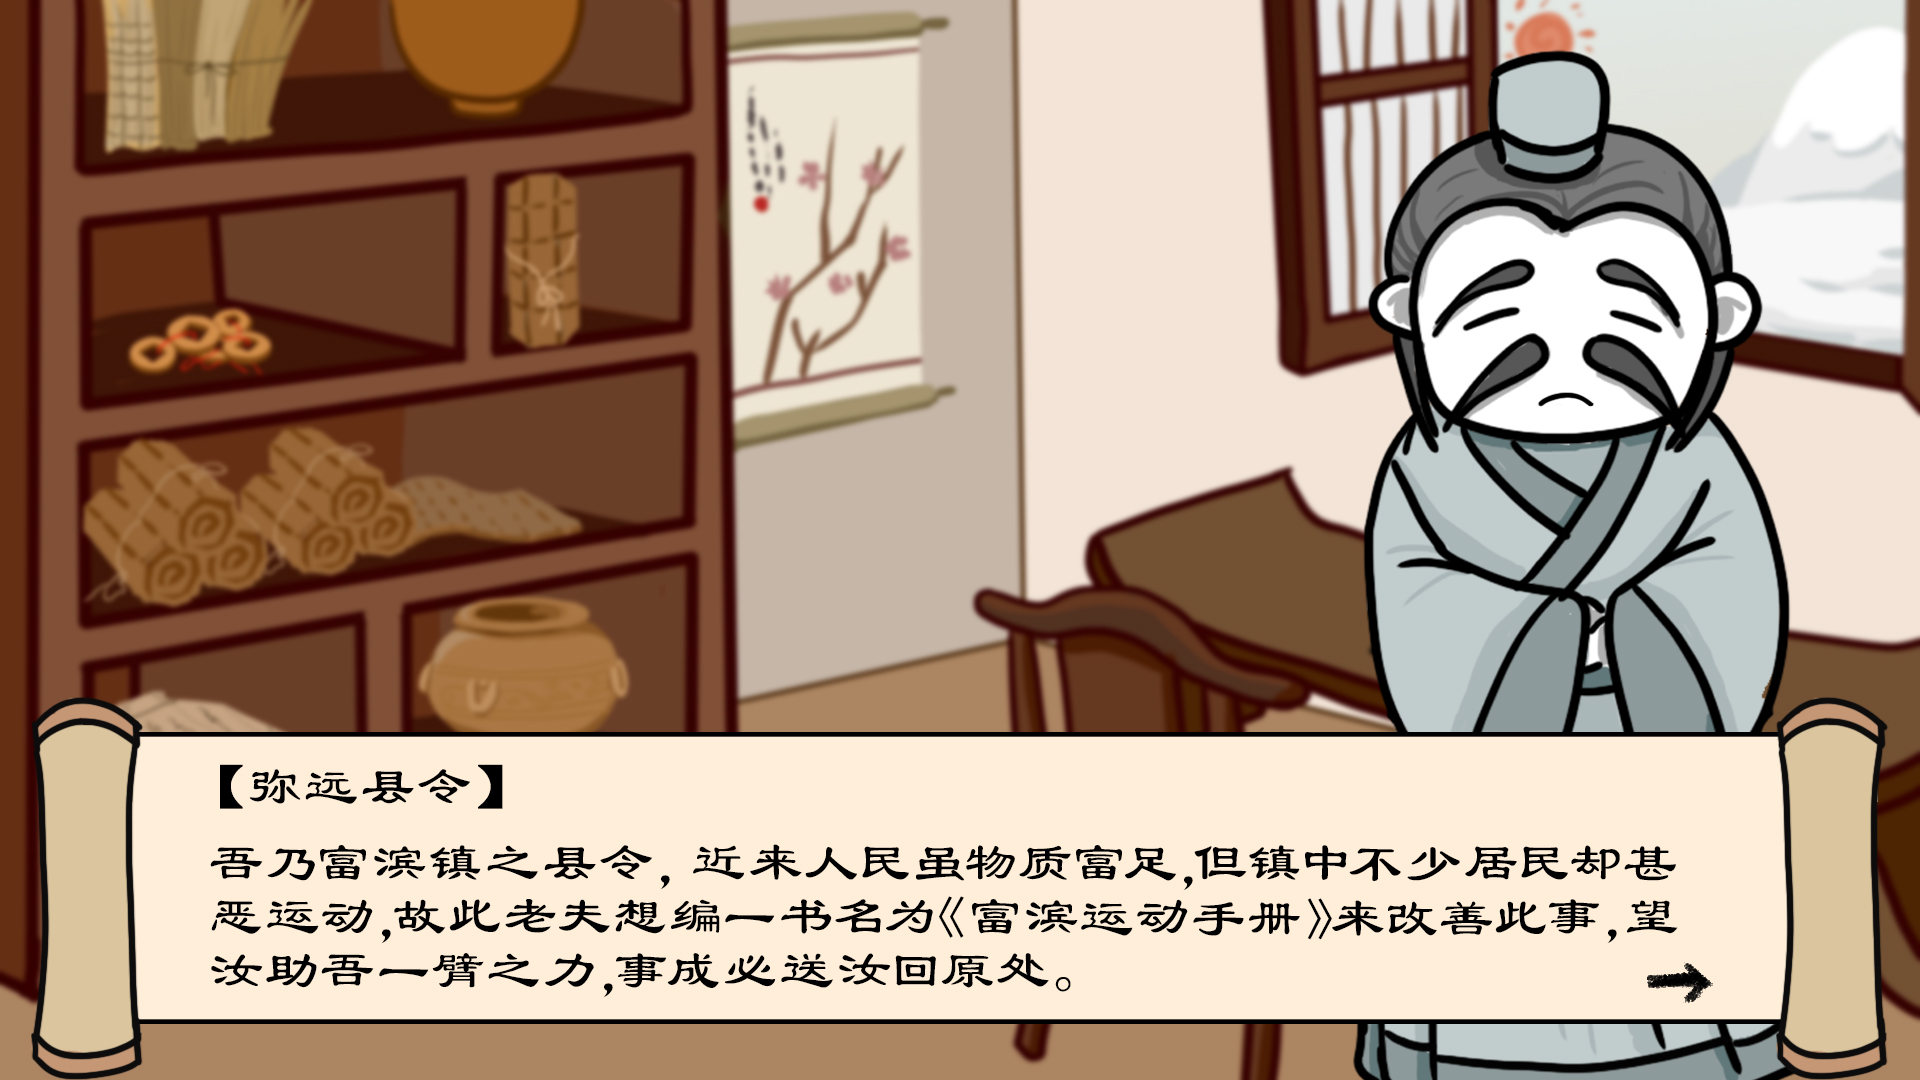 【弥远县令】
吾乃富滨镇之县令，近来人民虽物质富足,但镇中不少居民却甚
恶运动,故此老夫想编一书名为《富滨运动手册》来改善此事,望
汝助吾一臂之力,事成必送汝回原处。